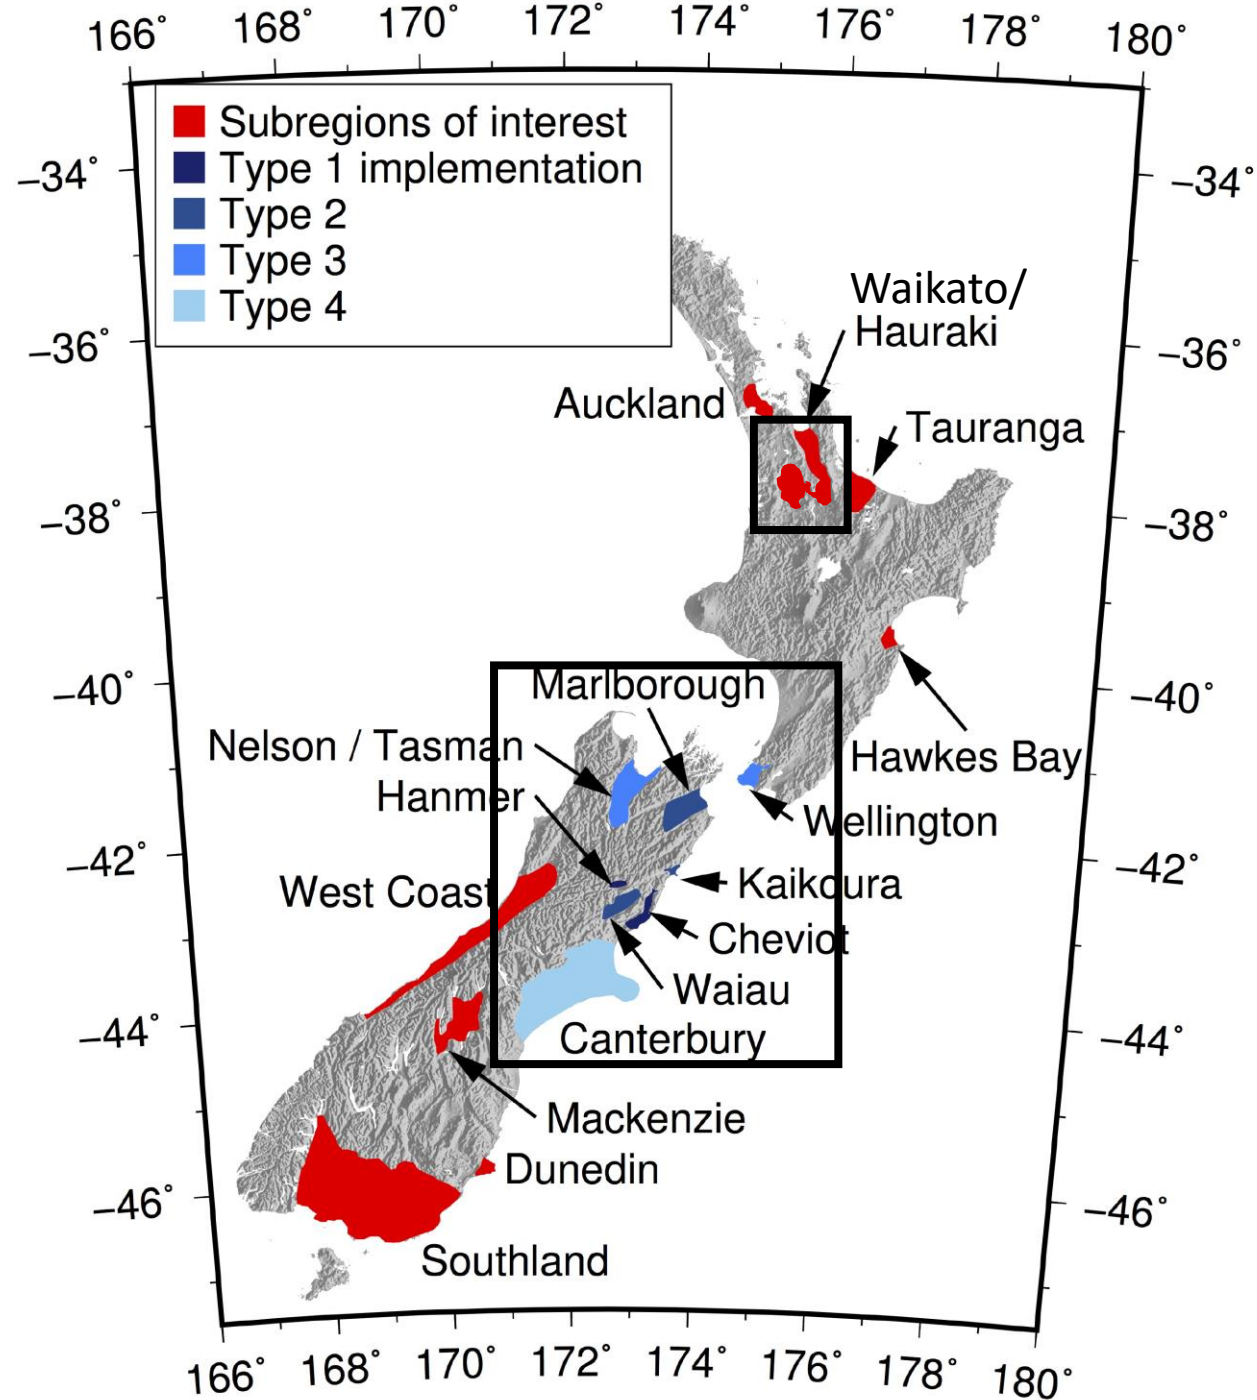 166° 168° 170° 172° 174° 176° 178° 180°
Subregions of interest
Type 1 implementation
Type 2
Type 3
Type 4
−34° −34°
−36° −36°
−38° −38°
−40° −40°
−42° −42°
−44° −44°
−46° −46°
Waikato/
Hauraki
Auckland
Tauranga
Marlborough
Nelson / Tasman
Hanmer
Hawkes Bay
Wellington
West Coast
Kaikoura
Cheviot
Waiau
Canterbury
Mackenzie
Dunedin
Southland
166° 168° 170° 172° 174° 176° 178° 180°